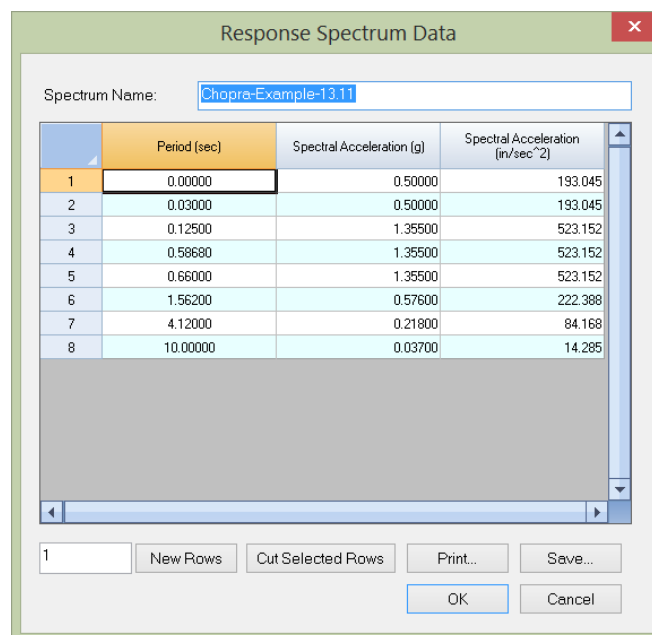 Response Spectrum Data
Spectrum Name: Chopra-Example-13.11
Period (sec) Spectral Acceleration (g) Spectral Acceleration
(in/sec^2)
1 0.00000 0.50000 193.045
2 0.03000 0.50000 193.045
3 0.12500 1.35500 523.152
4 0.58680 1.35500 523.152
5 0.66000 1.35500 523.152
6 1.56200 0.57600 222.388
7 4.12000 0.21800 84.168
8 10.00000 0.03700 14.285
1 New Rows Cut Selected Rows Print... Save...
OK Cancel